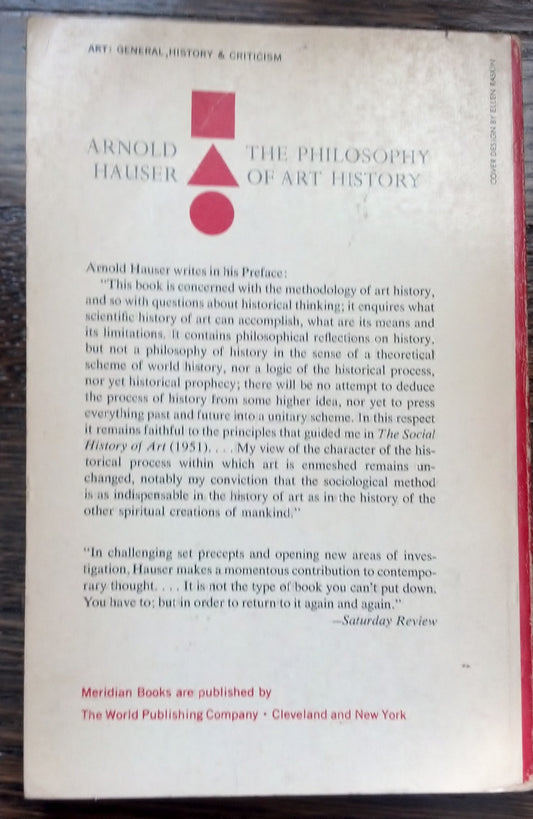 ART: GENERAL, HISTORY & CRITICISM
COVER DESIGN BY ELLEN RASKIN
ARNOLD HAUSER
THE PHILOSOPHY OF ART HISTORY
Arnold Hauser writes in his Preface:
"This book is concerned with the methodology of art history,
and so with questions about historical thinking; it enquires what
scientific history of art can accomplish, what are its means and
its limitations. It contains philosophical reflections on history,
but not a philosophy of history in the sense of a theoretical
scheme of world history, nor a logic of the historical process,
nor yet historical prophecy; there will be no attempt to deduce
the process of history from some higher idea, nor yet to press
everything past and future into a unitary scheme. In this respect
it remains faithful to the principles that guided me in The Social
History of Art (1951). . . . My view of the character of the his-
torical process within which art is enmeshed remains un-
changed, notably my conviction that the sociological method
is as indispensable in the history of art as in the history of the
other spiritual creations of mankind."
"In challenging set precepts and opening new areas of inves-
tigation, Hauser makes a momentous contribution to contempo-
rary thought. . . . It is not the type of book you can't put down.
You have to; but in order to return to it again and again."
—Saturday Review
Meridian Books are published by
The World Publishing Company • Cleveland and New York